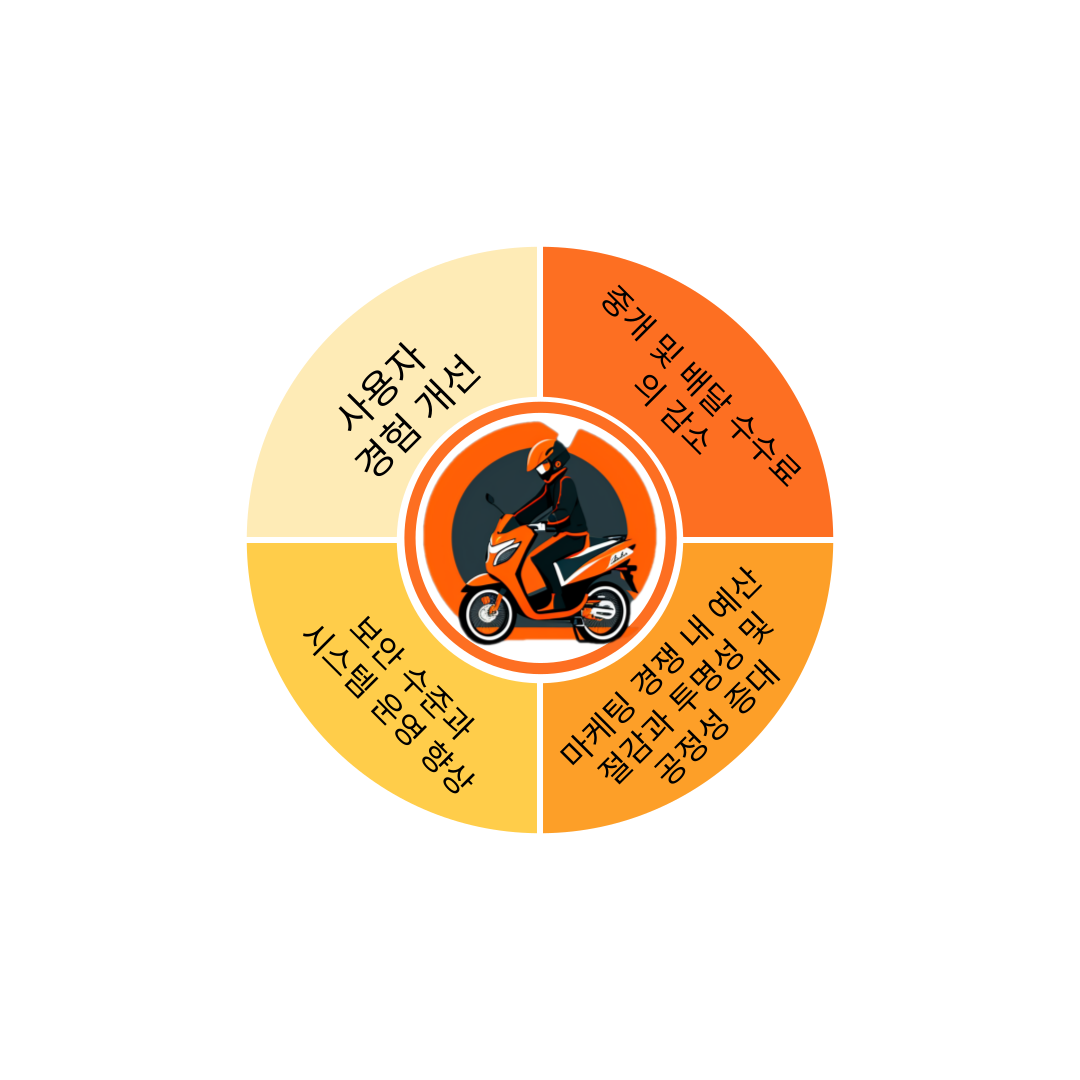 사용자
경험 개선
중개 및 배달 수수료
의 감소
보안 수준과
시스템 운영 향상
마케팅 경쟁 내 예산
절감과 투명성 및
공정성 증대